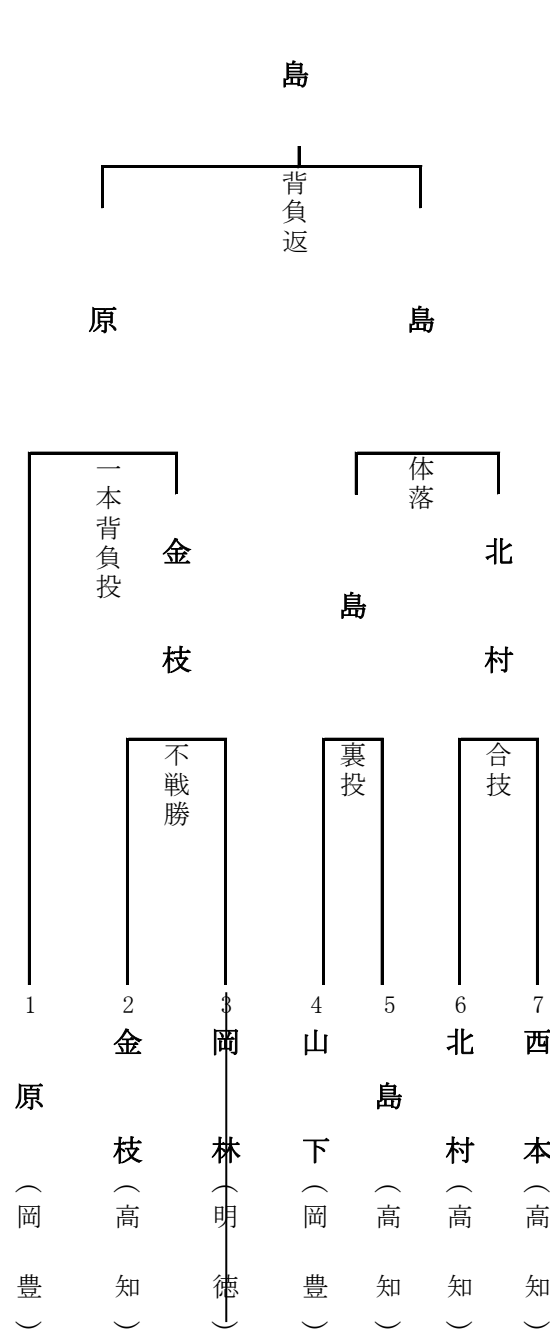 島
背負返
原
島
一本背負投
体落
金枝
島
北村
不戦勝
裏投
合技
1
2
3
4
5
6
7
原(岡豊)
金枝(高知)
岡林(明徳)
山下(岡豊)
島(高知)
北村(高知)
西本(高知)